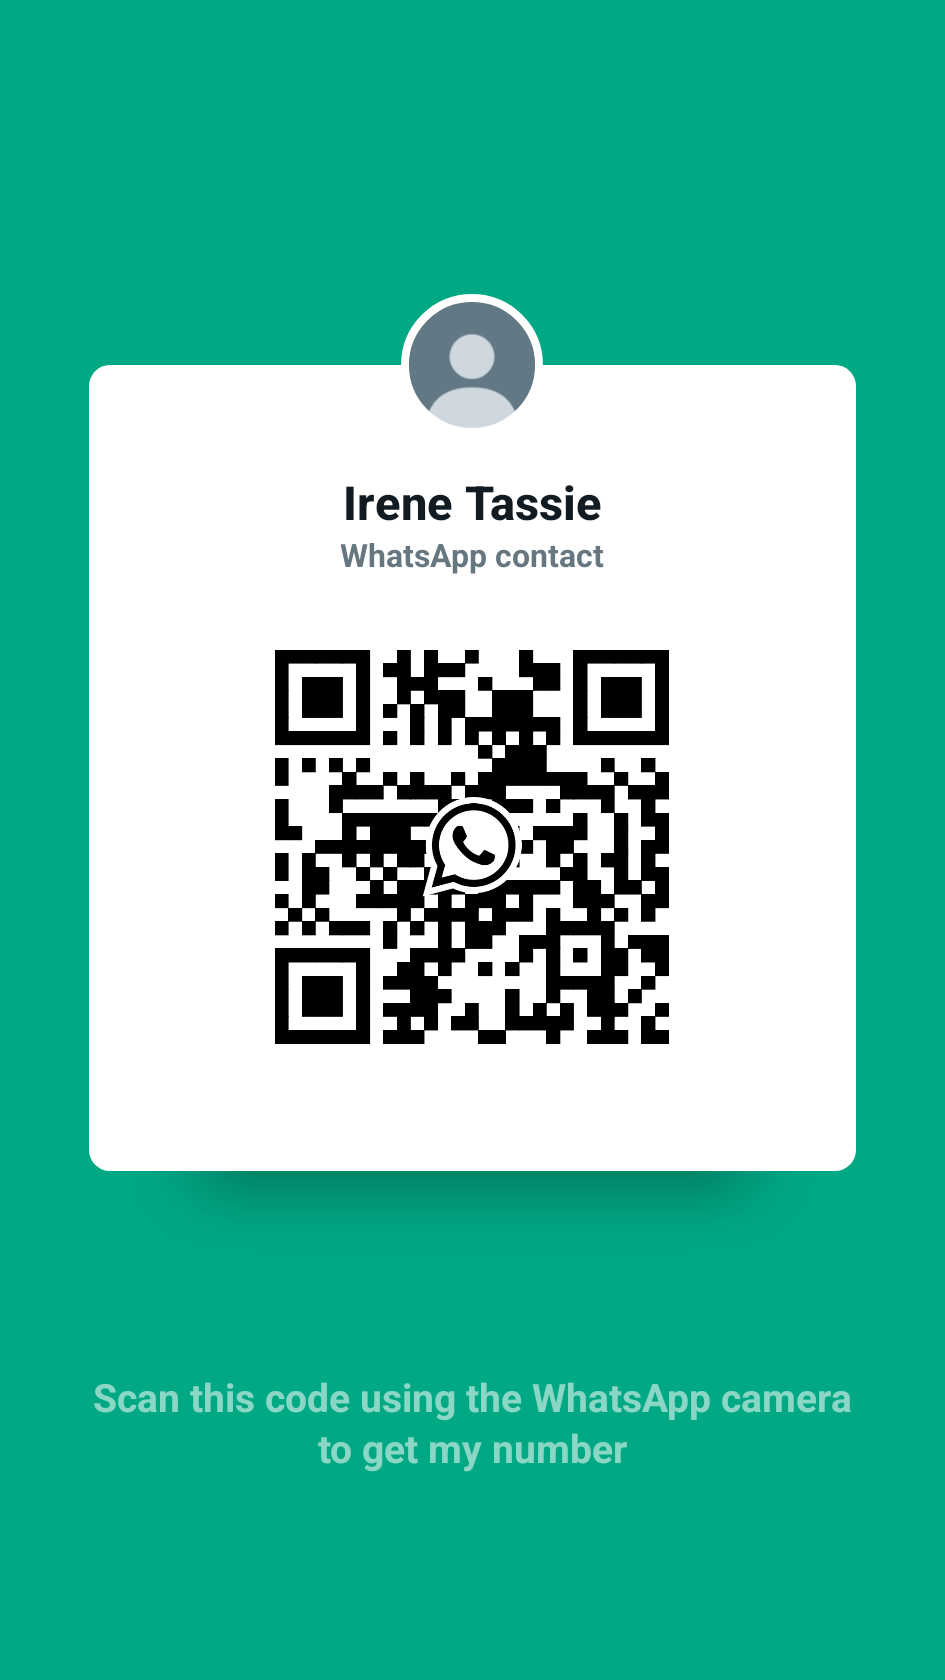 Irene Tassie
WhatsApp contact
Scan this code using the WhatsApp camera
to get my number